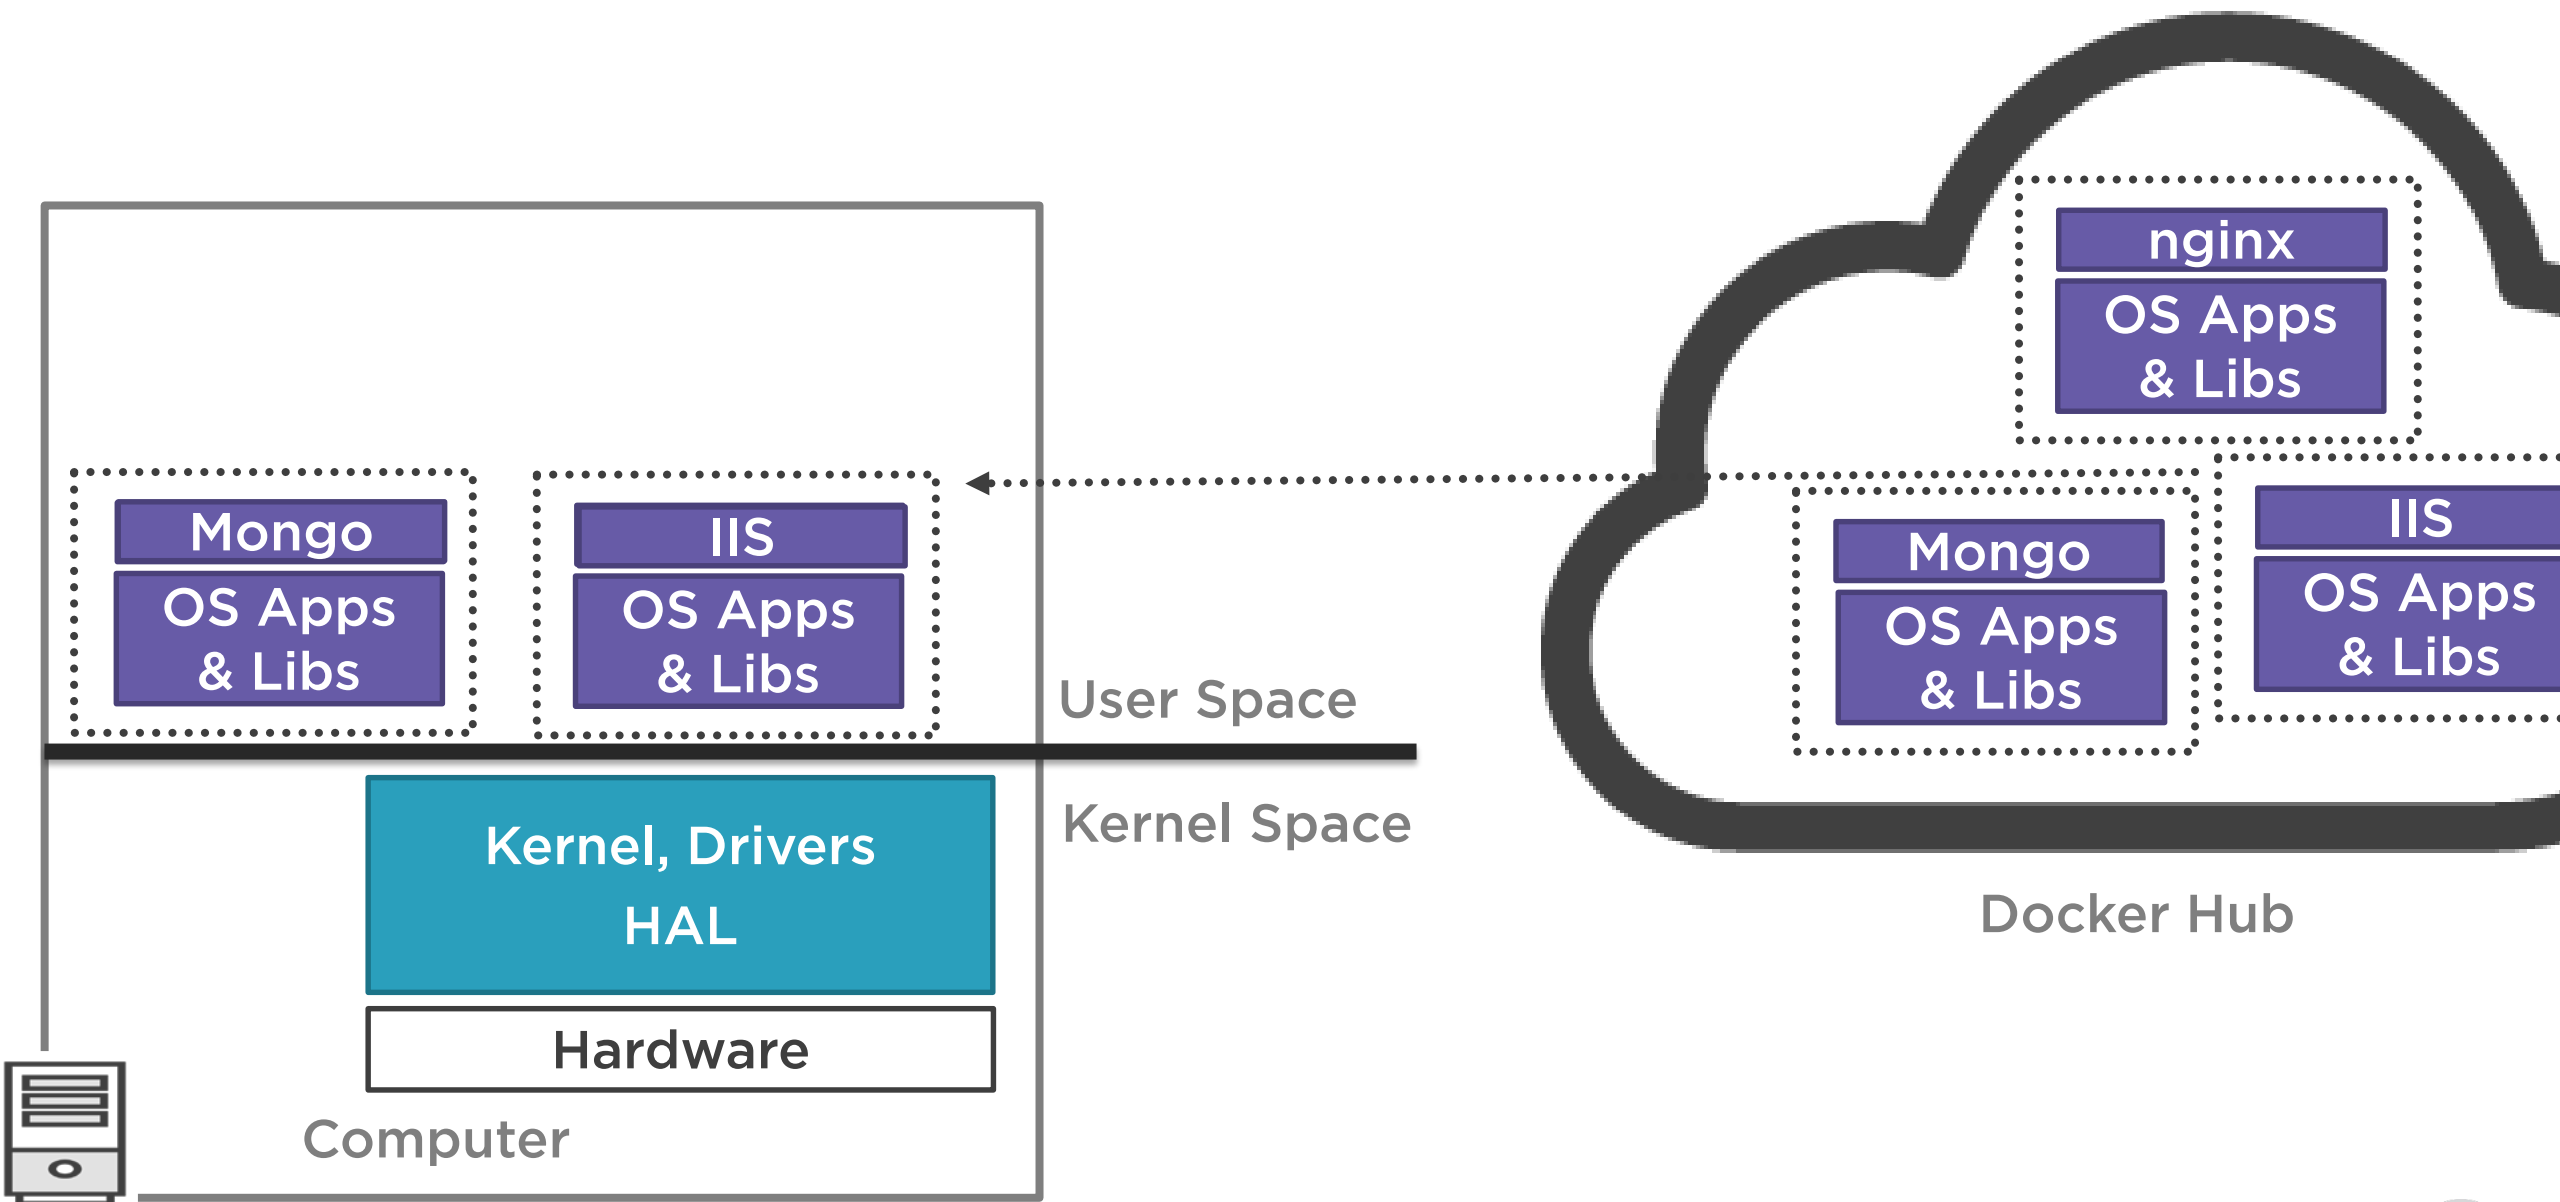 Mongo
OS Apps
& Libs
IIS
OS Apps
& Libs
User Space
Kernel Space
Kernel, Drivers
HAL
Hardware
Computer
nginx
OS Apps
& Libs
Mongo
OS Apps
& Libs
IIS
OS Apps
& Libs
Docker Hub